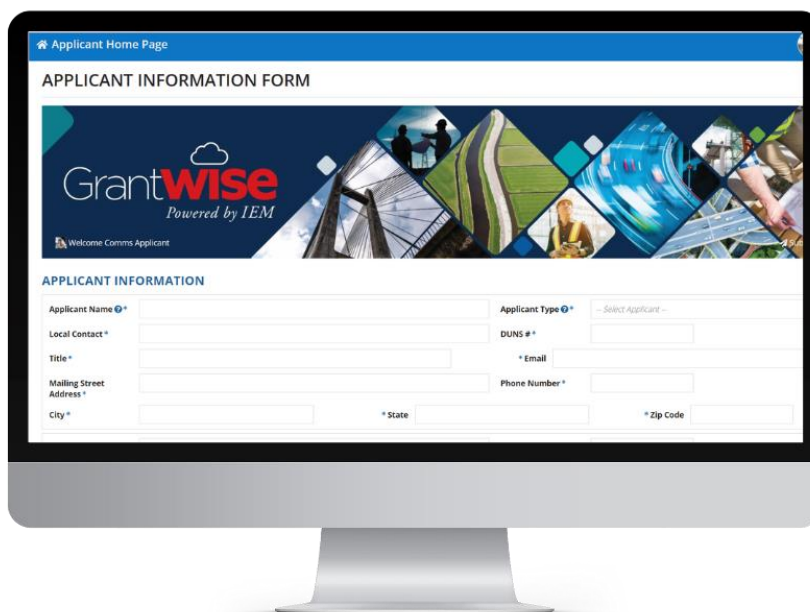 Applicant Home Page
APPLICANT INFORMATION FORM
GrantWISE
Powered by IEM
Welcome Comms Applicant
APPLICANT INFORMATION
Applicant Name * Applicant Type *  -- Select Applicant --
Local Contact * DUNS # *
Title * * Email
Mailing Street Phone Number *
Address *
City * * State * Zip Code